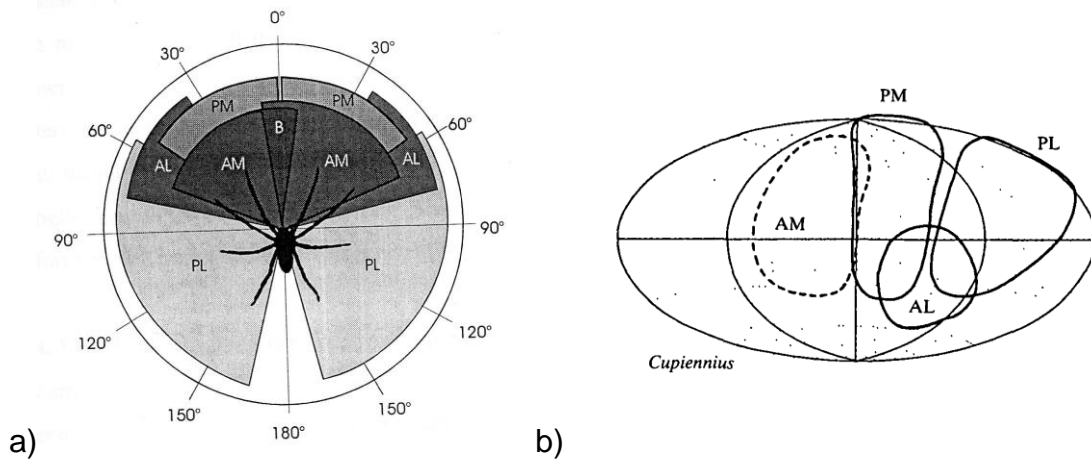 0°
30°
30°
60°
60°
90°
90°
120°
120°
150°
150°
180°
PM
PM
B
AL
AM
AM
AL
PL
PL
a)
PM
PL
AM
AL
Cupiennius
b)